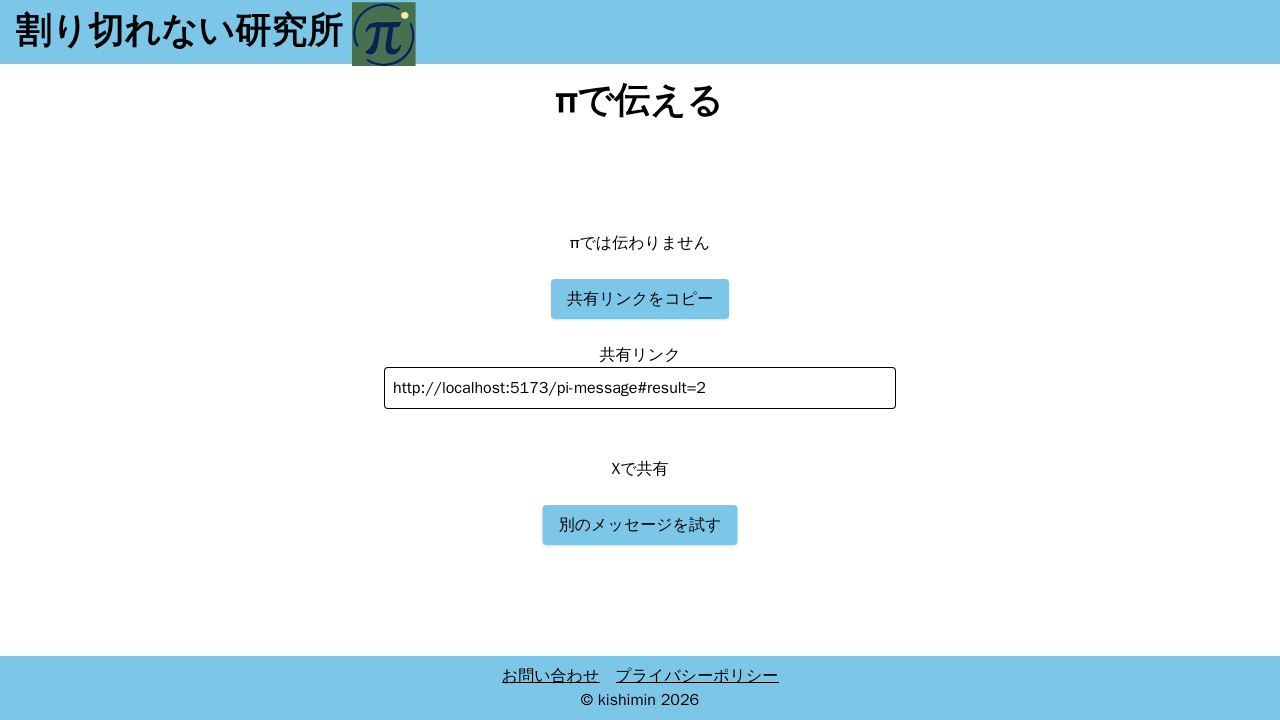 割り切れない研究所 π
πで伝える
πでは伝わりません
共有リンクをコピー
共有リンク
http://localhost:5173/pi-message#result=2
Xで共有
別のメッセージを試す
お問い合わせ プライバシーポリシー
© kishimin 2026